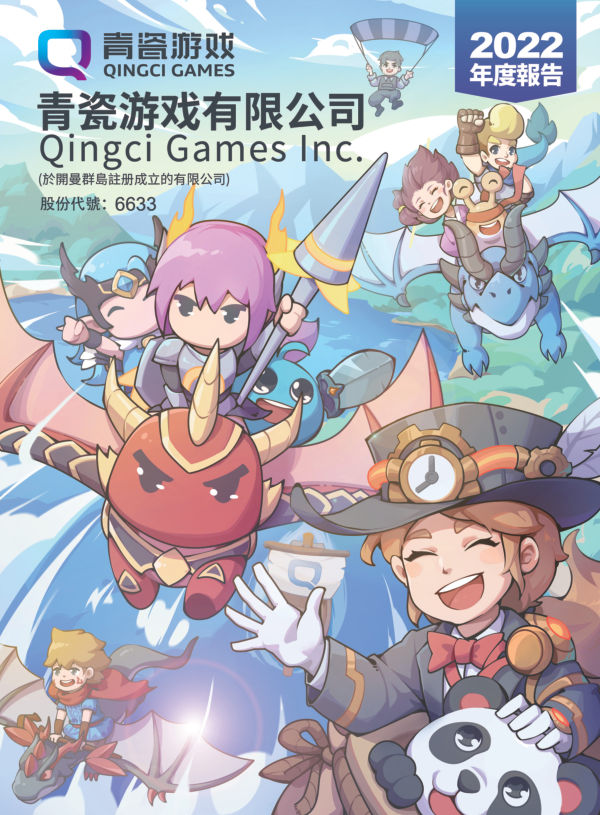 青瓷游戏
QINGCI GAMES
2022
年度報告
青瓷游戏有限公司
Qingci Games Inc.
(於開曼群島註册成立的有限公司)
股份代號：6633